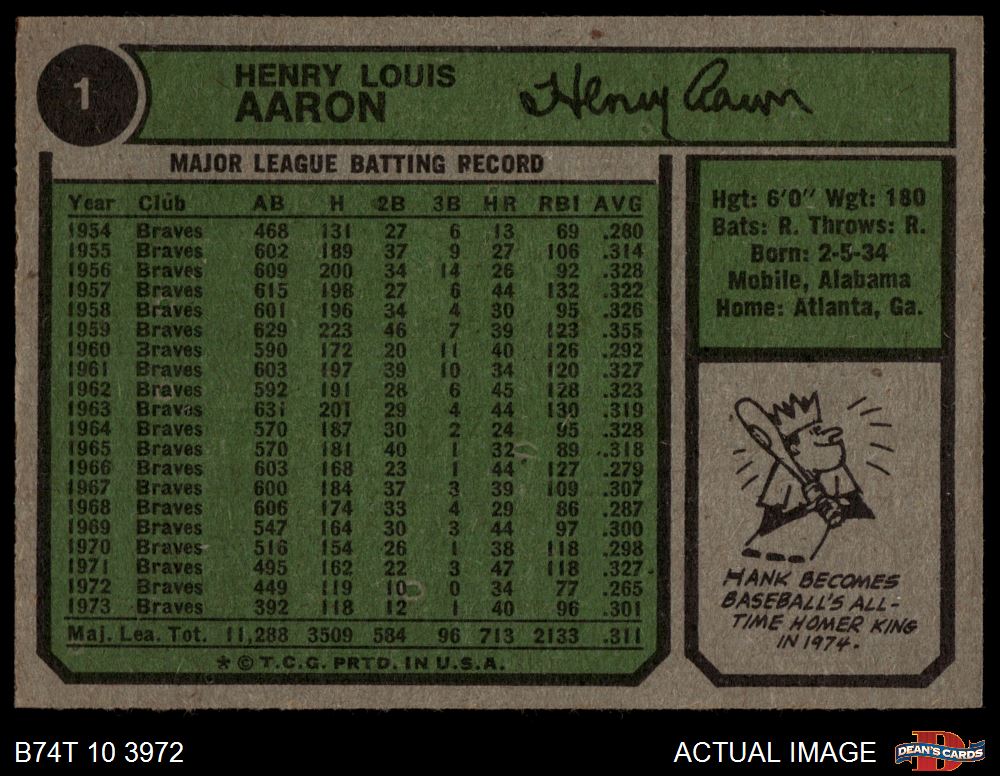 1
HENRY LOUIS
AARON
Henry Aaron
MAJOR LEAGUE BATTING RECORD
Year Club AB H 2B 3B HR RBI AVG
1954 Braves 468 131 27 6 13 69 .280
1955 Braves 602 189 37 9 27 106 .314
1956 Braves 609 200 34 14 26 92 .328
1957 Braves 615 198 27 6 44 132 .322
1958 Braves 601 196 34 4 30 95 .326
1959 Braves 629 223 46 7 39 123 .355
1960 Braves 590 172 20 11 40 126 .292
1961 Braves 603 197 39 10 34 120 .327
1962 Braves 592 191 28 6 45 128 .323
1963 Braves 631 201 29 4 44 130 .319
1964 Braves 570 187 30 2 24 95 .328
1965 Braves 570 181 40 1 32 89 .318
1966 Braves 603 168 23 1 44 127 .279
1967 Braves 600 184 37 3 39 109 .307
1968 Braves 606 174 33 4 29 86 .287
1969 Braves 547 164 30 3 44 97 .300
1970 Braves 516 154 26 1 38 118 .298
1971 Braves 495 162 22 3 47 118 .327
1972 Braves 449 119 10 0 34 77 .265
1973 Braves 392 118 12 1 40 96 .301
Maj. Lea. Tot. 11,288 3509 584 96 713 2133 .311
* © T.C.G. PRTD. IN U.S.A.
Hgt: 6'0" Wgt: 180
Bats: R. Throws: R.
Born: 2-5-34
Mobile, Alabama
Home: Atlanta, Ga.
HANK BECOMES
BASEBALL'S ALL-
TIME HOMER KING
IN 1974.
B74T 10 3972
ACTUAL IMAGE
DEAN'S CARDS